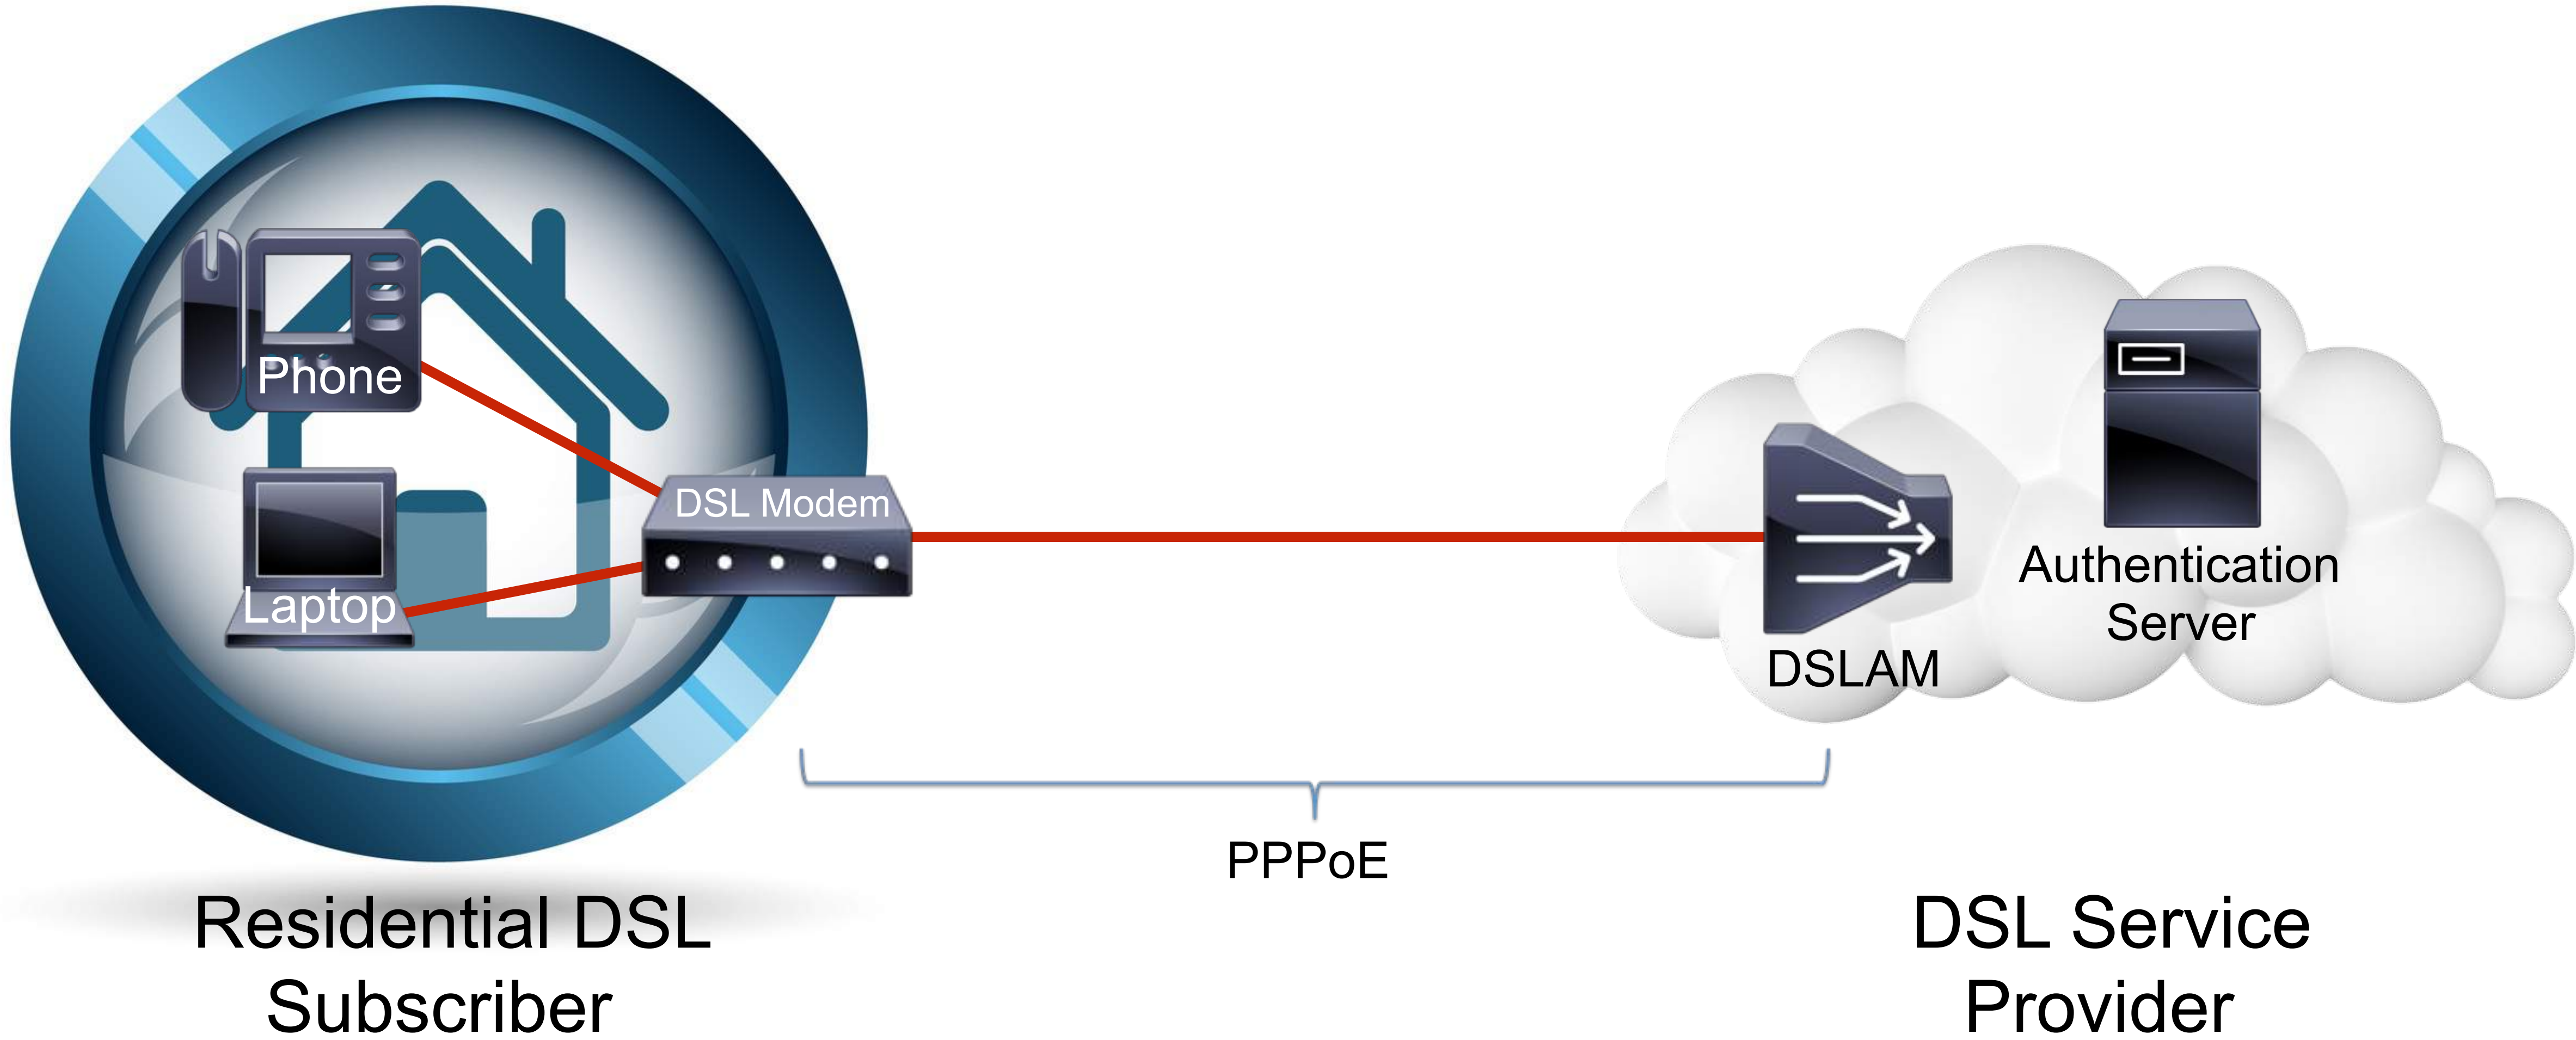 Phone
Laptop
DSL Modem
Authentication
Server
DSLAM
PPPoE
Residential DSL
Subscriber
DSL Service
Provider